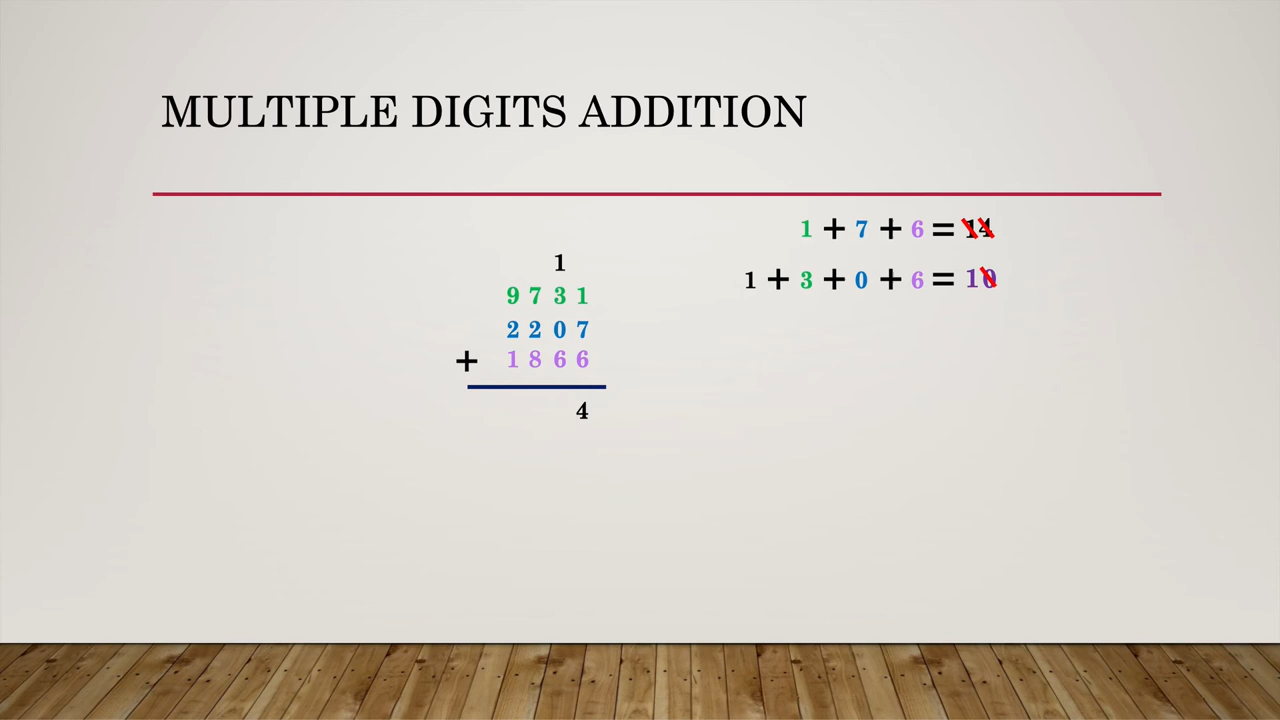 MULTIPLE DIGITS ADDITION
1 + 7 + 6 = 14
1 + 3 + 0 + 6 = 10
1
9 7 3 1
2 2 0 7
+ 1 8 6 6
4